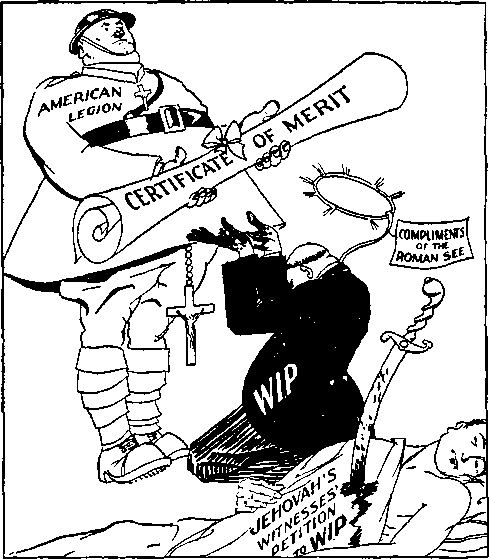 AMERICAN
LEGION
CERTIFICATE OF MERIT
COMPLIMENTS
OF THE
ROMAN SEE
WIP
JEHOVAH'S
WITNESSES'
PETITION
TO WIP